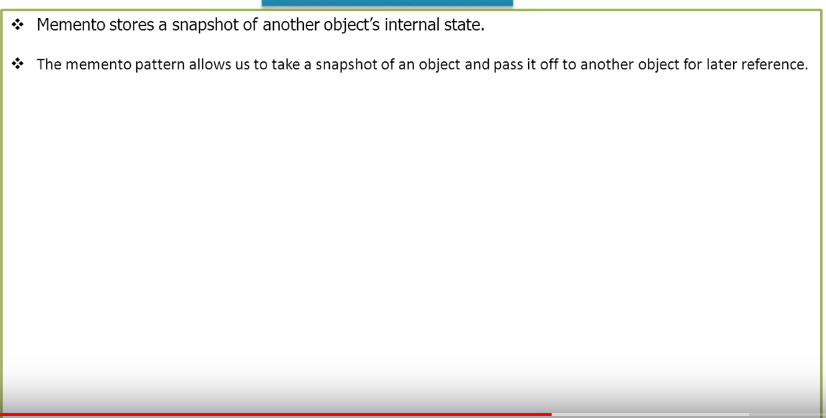 ❖ Memento stores a snapshot of another object’s internal state.
❖ The memento pattern allows us to take a snapshot of an object and pass it off to another object for later reference.